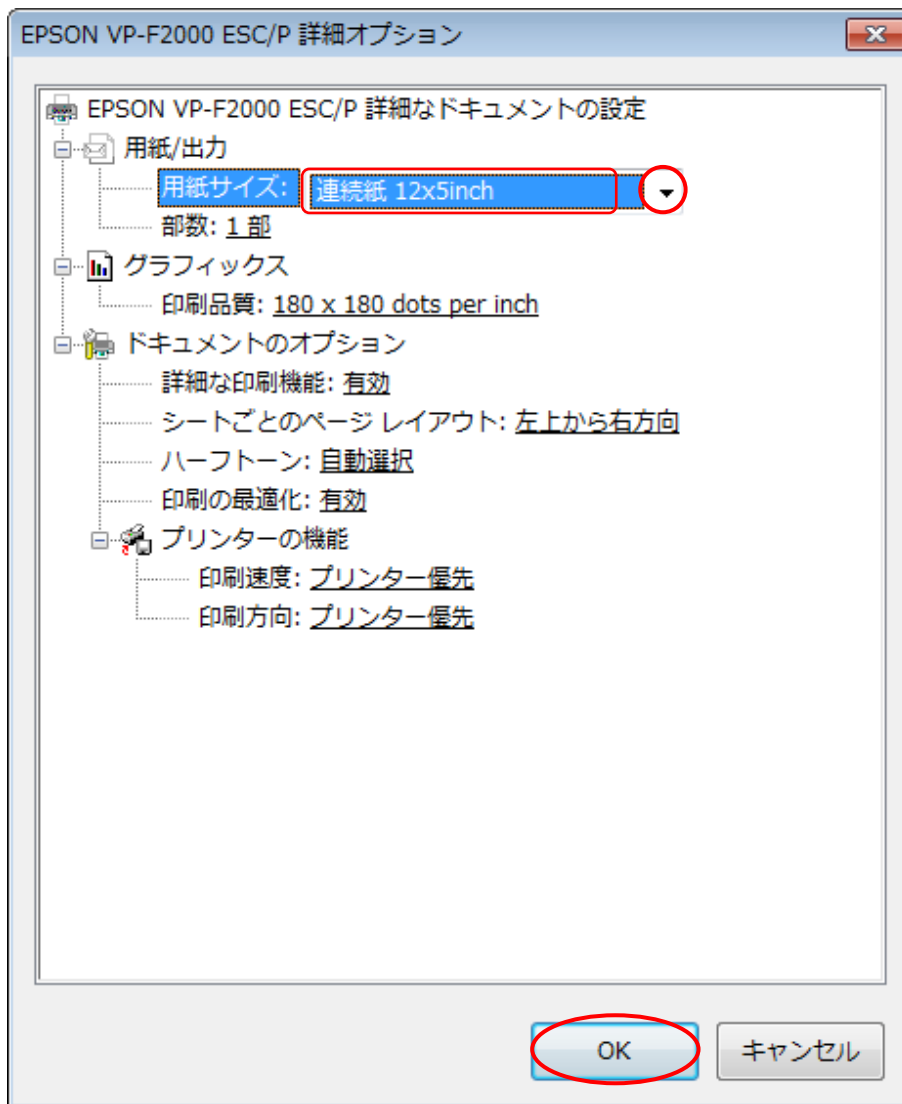 EPSON VP-F2000 ESC/P 詳細オプション
EPSON VP-F2000 ESC/P 詳細なドキュメントの設定
用紙/出力
用紙サイズ: 連続紙 12x5inch
部数: 1 部
グラフィックス
印刷品質: 180 x 180 dots per inch
ドキュメントのオプション
詳細な印刷機能: 有効
シートごとのページ レイアウト: 左上から右方向
ハーフトーン: 自動選択
印刷の最適化: 有効
プリンターの機能
印刷速度: プリンター優先
印刷方向: プリンター優先
OK キャンセル